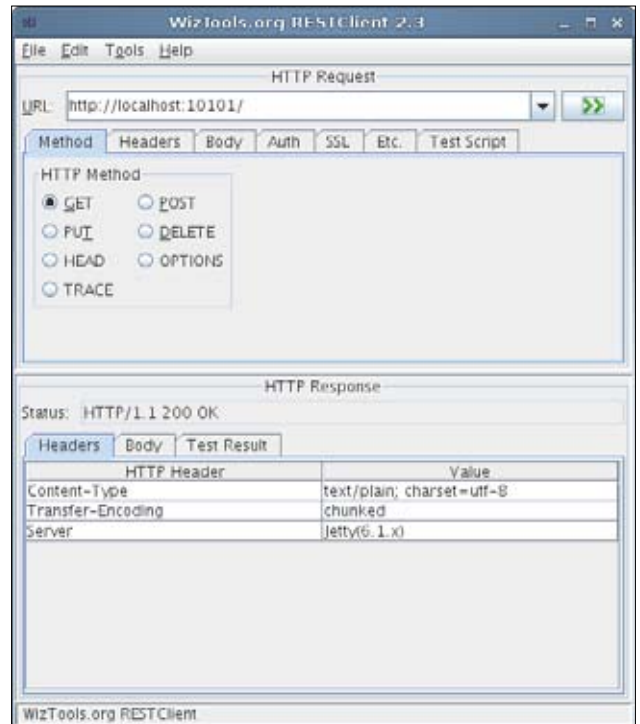 WizTools.org RESTClient 2.3
File Edit Tools Help
HTTP Request
URL: http://localhost:10101/
Method Headers Body Auth SSL Etc. Test Script
HTTP Method
GET POST
PUT DELETE
HEAD OPTIONS
TRACE
HTTP Response
Status: HTTP/1.1 200 OK
Headers Body Test Result
HTTP Header Value
Content-Type text/plain; charset=utf-8
Transfer-Encoding chunked
Server Jetty(6.1.x)
WizTools.org RESTClient